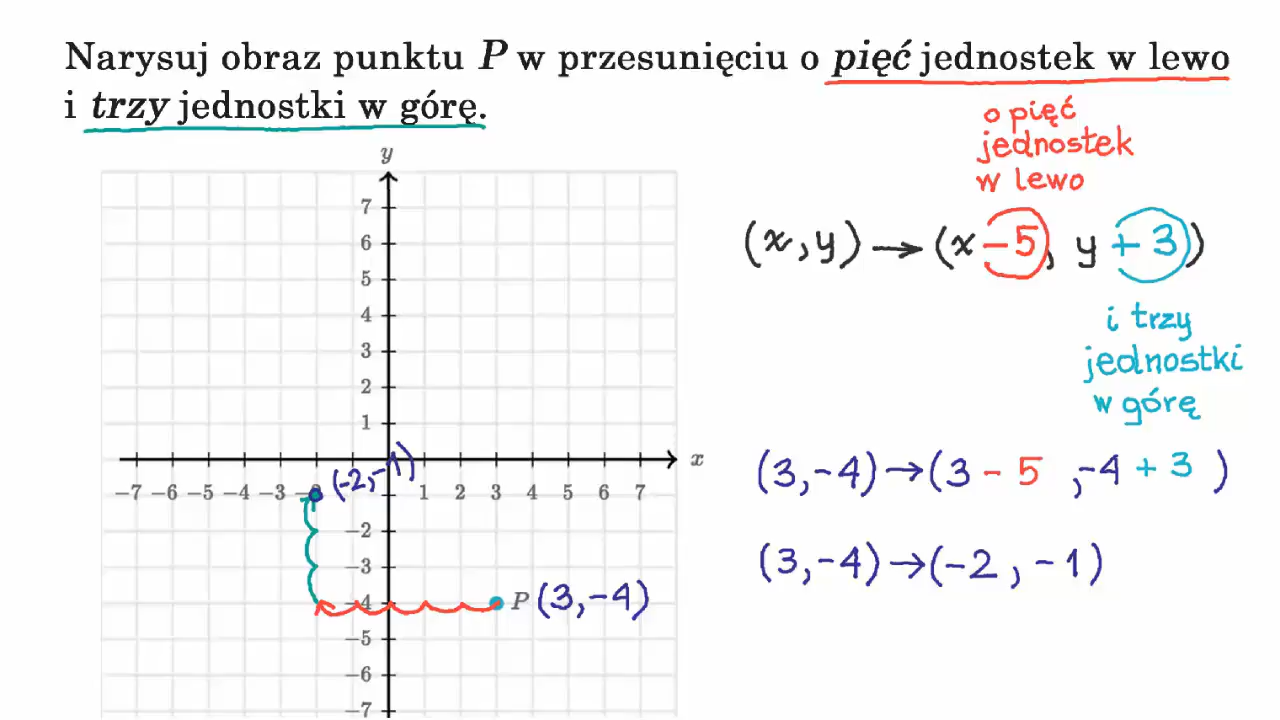 Narysuj obraz punktu P w przesunięciu o pięć jednostek w lewo
i trzy jednostki w górę.
o pięć
jednostek
w lewo
(x, y) → (x - 5, y + 3)
i trzy
jednostki
w górę
y
7
6
5
4
3
2
1
x
-7 -6 -5 -4 -3 1 2 3 4 5 6 7
(-2, -1)
-2
-3
-4
-5
-6
-7
P (3, -4)
(3, -4) → (3 - 5 , -4 + 3 )
(3, -4) → (-2, -1)